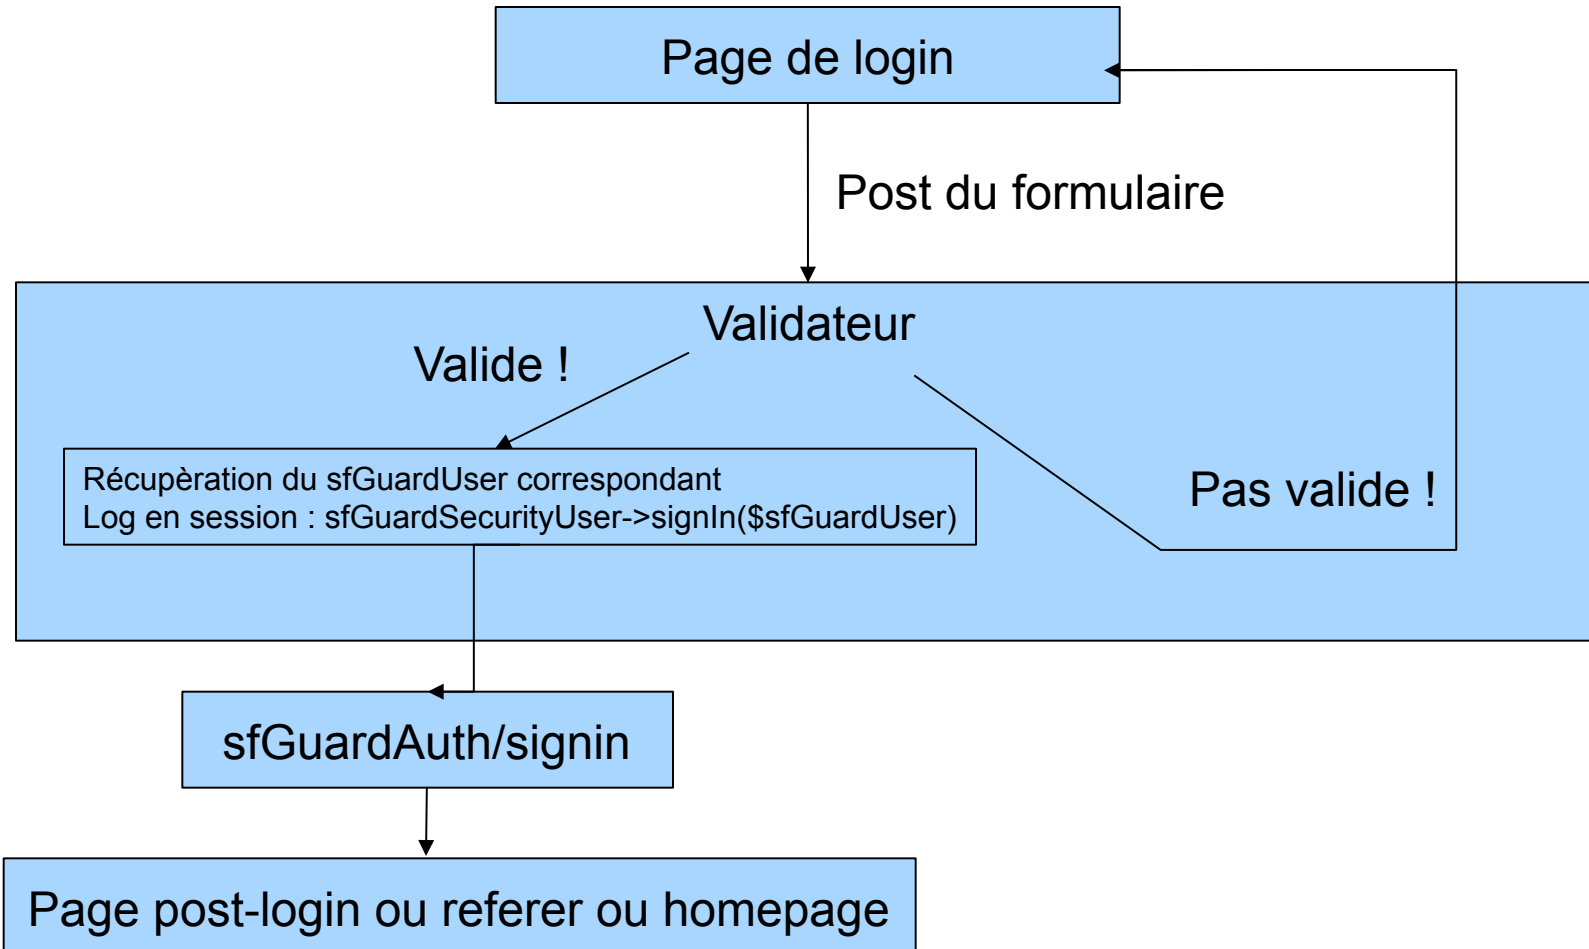 Page de login
Post du formulaire
Validateur
Valide !
Récupèration du sfGuardUser correspondant
Log en session : sfGuardSecurityUser->signIn($sfGuardUser)
Pas valide !
sfGuardAuth/signin
Page post-login ou referer ou homepage